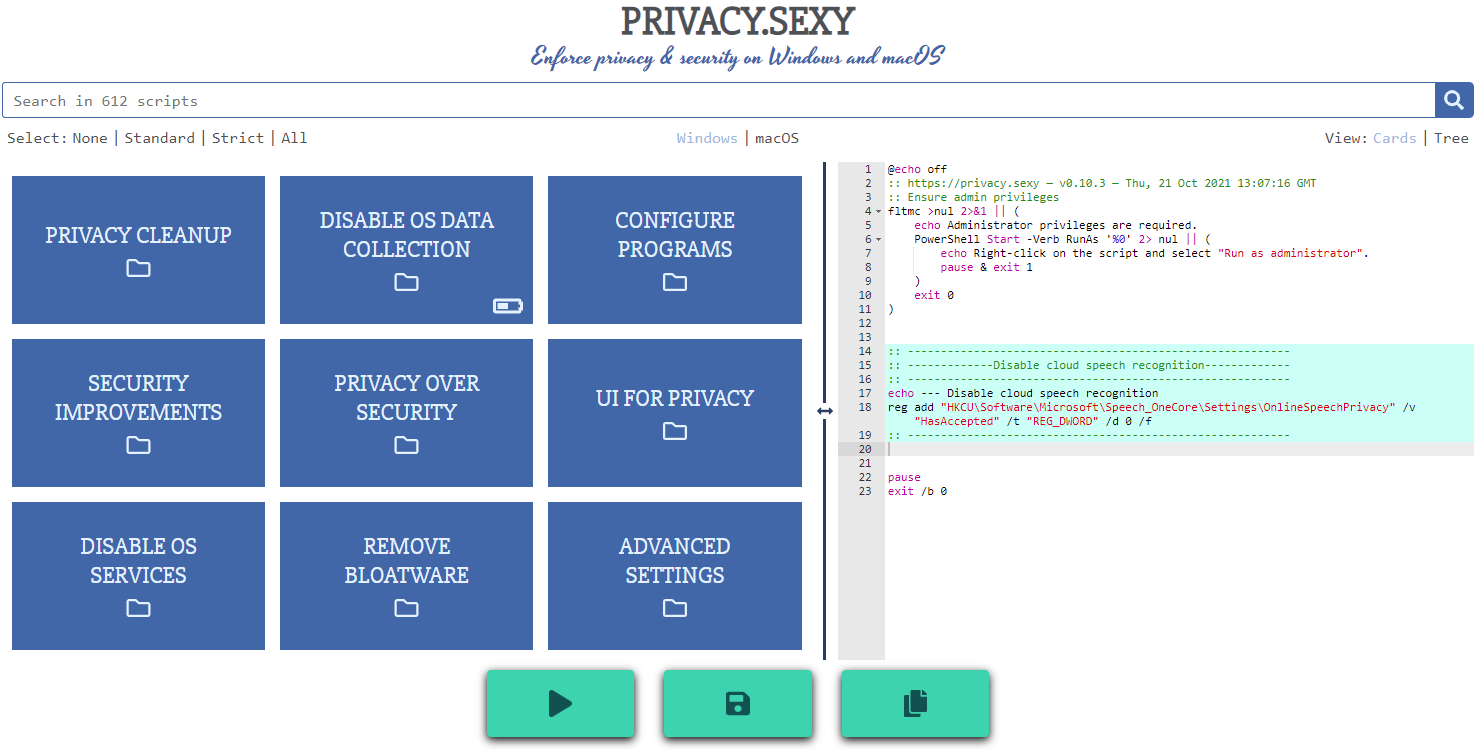 PRIVACY.SEXY
Enforce privacy & security on Windows and macOS
Search in 612 scripts
Select: None | Standard | Strict | All
Windows | macOS
View: Cards | Tree
PRIVACY CLEANUP
DISABLE OS DATA
COLLECTION
CONFIGURE
PROGRAMS
SECURITY
IMPROVEMENTS
PRIVACY OVER
SECURITY
UI FOR PRIVACY
DISABLE OS
SERVICES
REMOVE
BLOATWARE
ADVANCED
SETTINGS
1 @echo off
2 :: https://privacy.sexy — v0.10.3 — Thu, 21 Oct 2021 13:07:16 GMT
3 :: Ensure admin privileges
4 fltmc >nul 2>&1 || (
5     echo Administrator privileges are required.
6     PowerShell Start -Verb RunAs '%0' 2> nul || (
7         echo Right-click on the script and select "Run as administrator".
8         pause & exit 1
9     )
10     exit 0
11 )
12
13
14 :: ----------------------------------------------------------
15 :: -------------Disable cloud speech recognition-------------
16 :: ----------------------------------------------------------
17 echo --- Disable cloud speech recognition
18 reg add "HKCU\Software\Microsoft\Speech_OneCore\Settings\OnlineSpeechPrivacy" /v
"HasAccepted" /t "REG_DWORD" /d 0 /f
19 :: ----------------------------------------------------------
20
21
22 pause
23 exit /b 0